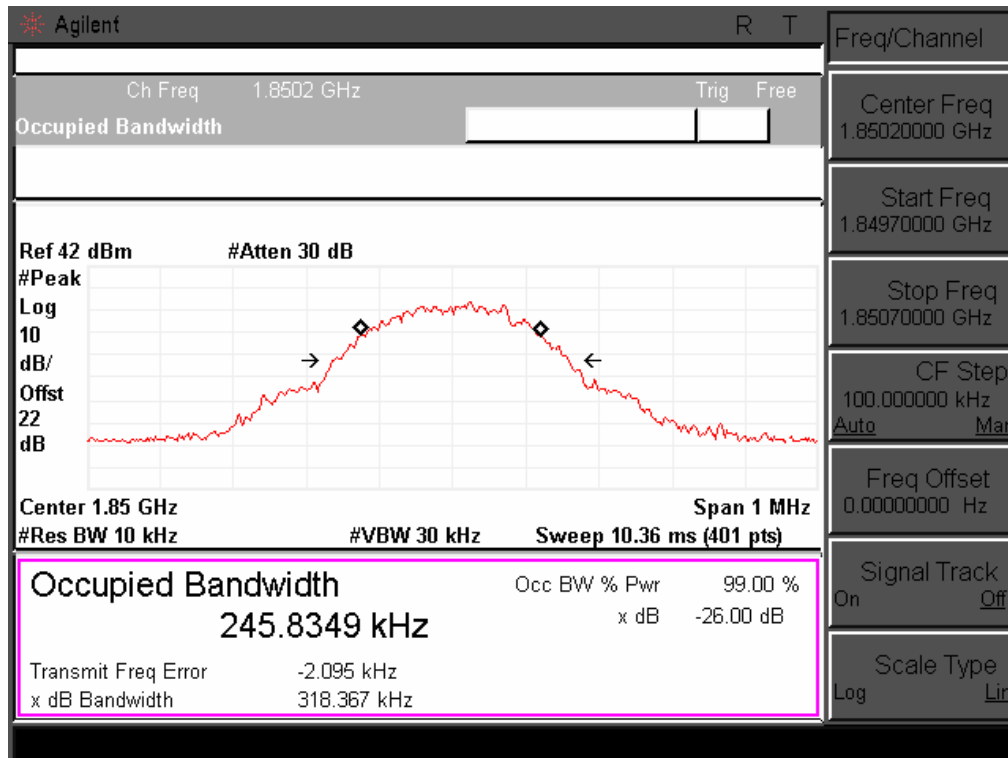 Agilent R T
Ch Freq 1.8502 GHz Trig Free
Occupied Bandwidth
Ref 42 dBm #Atten 30 dB
#Peak
Log
10
dB/
Offst
22
dB
Center 1.85 GHz Span 1 MHz
#Res BW 10 kHz #VBW 30 kHz Sweep 10.36 ms (401 pts)
Occupied Bandwidth Occ BW % Pwr 99.00 %
245.8349 kHz x dB -26.00 dB
Transmit Freq Error -2.095 kHz
x dB Bandwidth 318.367 kHz
Freq/Channel
Center Freq
1.85020000 GHz
Start Freq
1.84970000 GHz
Stop Freq
1.85070000 GHz
CF Step
100.000000 kHz
Auto Man
Freq Offset
0.00000000 Hz
Signal Track
On Off
Scale Type
Log Lin